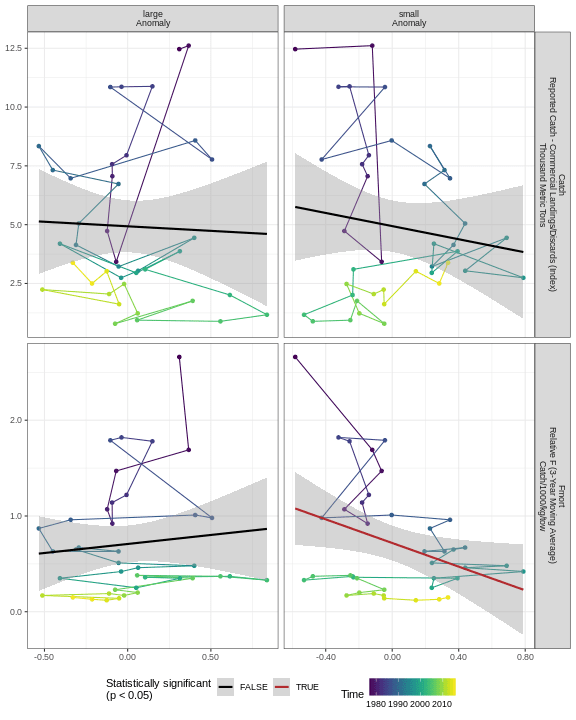 large
Anomaly
small
Anomaly
12.5
10.0
7.5
5.0
2.5
Catch
Reported Catch - Commercial Landings/Discards (Index)
Thousand Metric Tons
2.0
1.0
0.0
Fmort
Relative F (3-Year Moving Average)
Catch/1000/kg/tow
-0.50
0.00
0.50
-0.40
0.00
0.40
0.80
Statistically significant
(p < 0.05)
FALSE
TRUE
Time
1980 1990 2000 2010